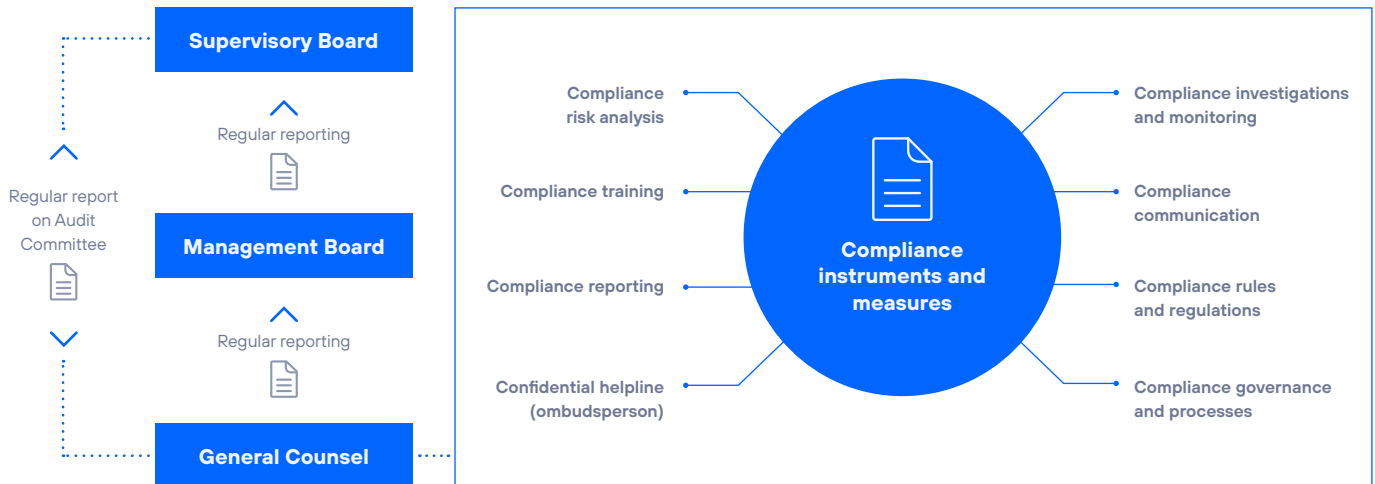 Supervisory Board
Regular reporting
Regular report
on Audit
Committee
Management Board
Regular reporting
General Counsel
Compliance
risk analysis
Compliance training
Compliance reporting
Confidential helpline
(ombudsperson)
Compliance
instruments and
measures
Compliance investigations
and monitoring
Compliance
communication
Compliance rules
and regulations
Compliance governance
and processes